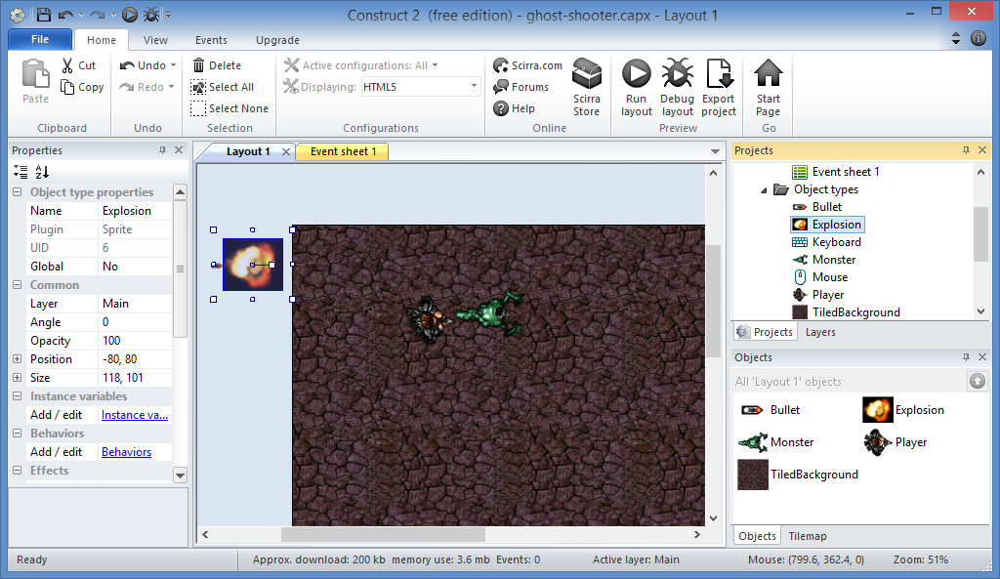 Construct 2 (free edition) - ghost-shooter.capx - Layout 1
File Home View Events Upgrade
Paste
Cut
Copy
Clipboard
Undo
Redo
Undo
Delete
Select All
Select None
Selection
Active configurations: All
Displaying: HTML5
Configurations
Scirra.com
Forums
Help
Scirra
Store
Online
Run
layout
Debug
layout
Export
project
Preview
Start
Page
Go
Properties
Object type properties
Name Explosion
Plugin Sprite
UID 6
Global No
Common
Layer Main
Angle 0
Opacity 100
Position -80, 80
Size 118, 101
Instance variables
Add / edit Instance va...
Behaviors
Add / edit Behaviors
Effects
Layout 1 Event sheet 1
Projects
Event sheet 1
Object types
Bullet
Explosion
Keyboard
Monster
Mouse
Player
TiledBackground
Projects Layers
Objects
All 'Layout 1' objects
Bullet Explosion
Monster Player
TiledBackground
Objects Tilemap
Ready Approx. download: 200 kb memory use: 3.6 mb Events: 0 Active layer: Main Mouse: (799.6, 362.4, 0) Zoom: 51%